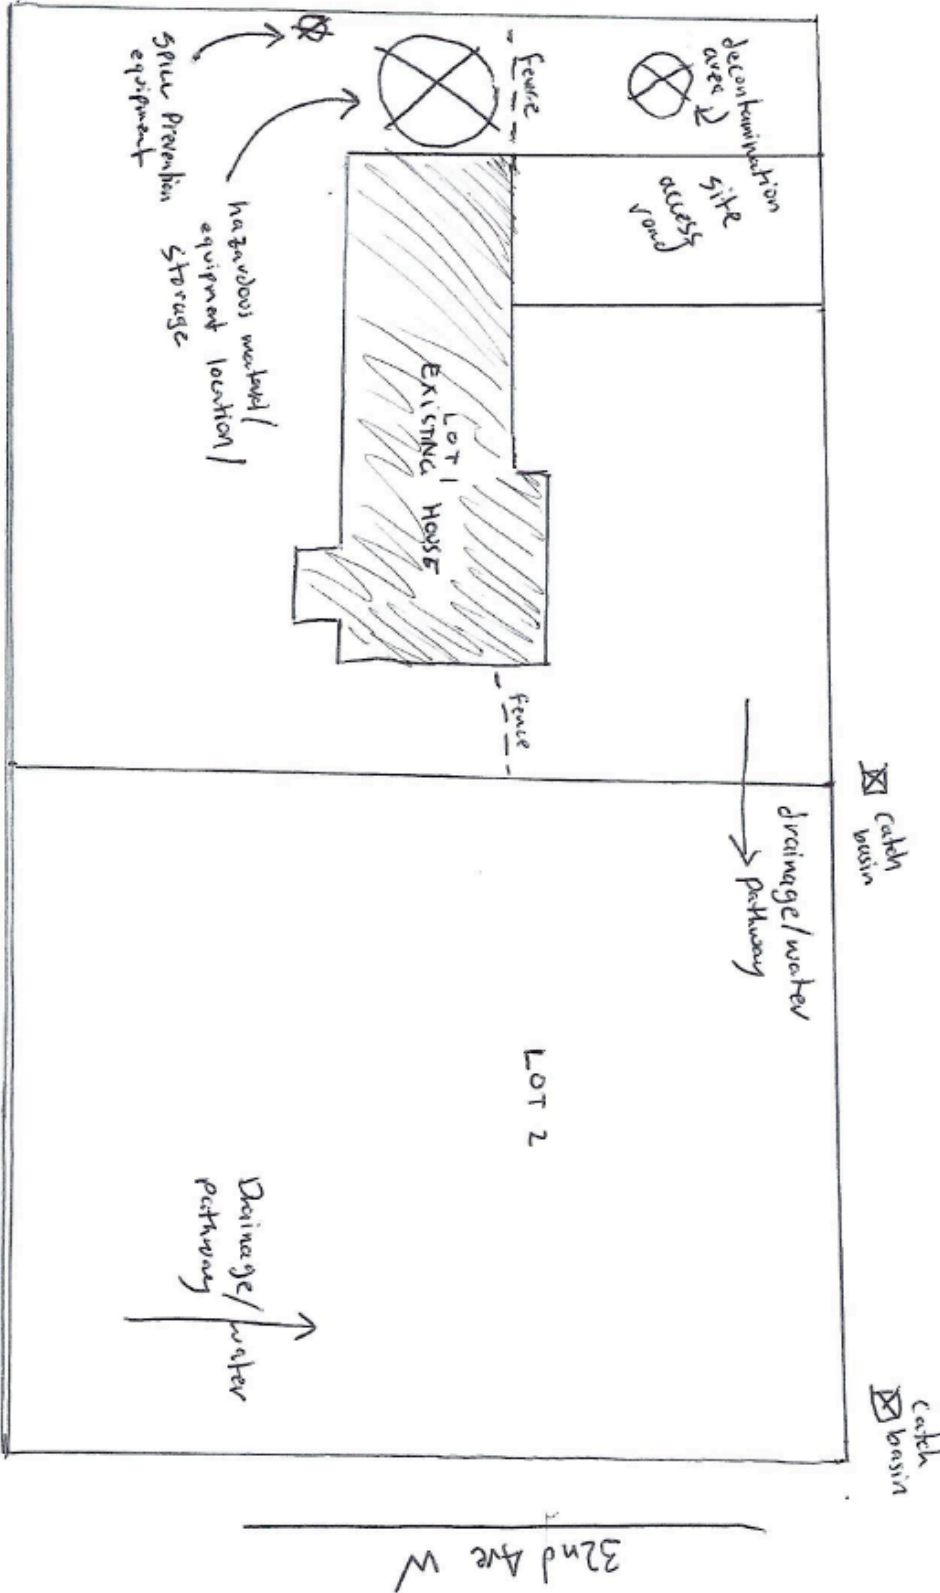 decontamination
area
site
access
road
fence
Spill Prevention
equipment
hazardous material/
equipment location/
storage
LOT 1
EXISTING HOUSE
fence
catch
basin
drainage/water
pathway
LOT 2
Drainage/water
pathway
catch
basin
32nd Ave W